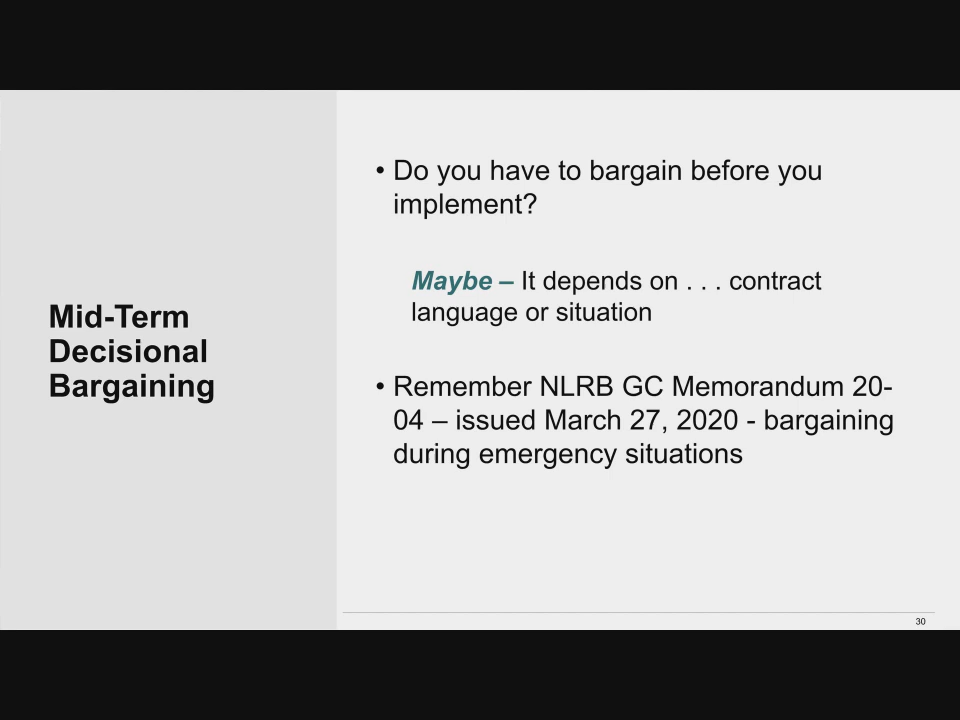 Mid-Term
Decisional
Bargaining
• Do you have to bargain before you
implement?
Maybe – It depends on . . . contract
language or situation
• Remember NLRB GC Memorandum 20-
04 – issued March 27, 2020 - bargaining
during emergency situations
30